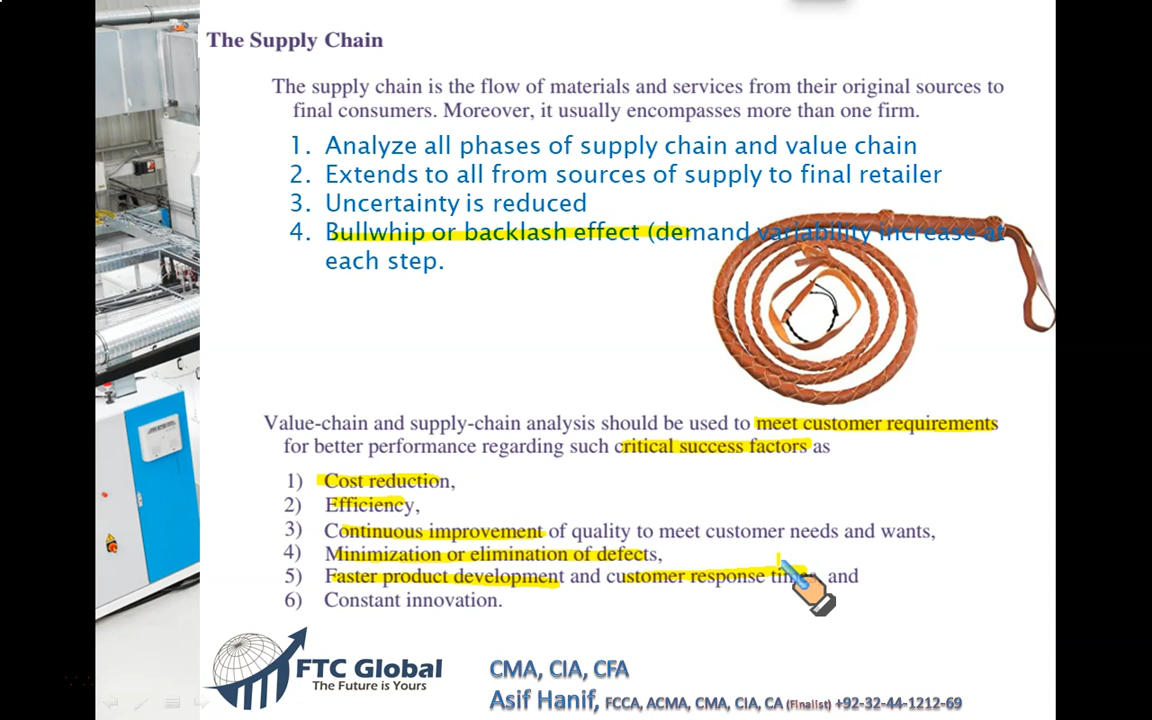 The Supply Chain
The supply chain is the flow of materials and services from their original sources to
final consumers. Moreover, it usually encompasses more than one firm.
1. Analyze all phases of supply chain and value chain
2. Extends to all from sources of supply to final retailer
3. Uncertainty is reduced
4. Bullwhip or backlash effect (demand variability increase at
each step.
Value-chain and supply-chain analysis should be used to meet customer requirements
for better performance regarding such critical success factors as
1) Cost reduction,
2) Efficiency,
3) Continuous improvement of quality to meet customer needs and wants,
4) Minimization or elimination of defects,
5) Faster product development and customer response times, and
6) Constant innovation.
FTC Global
The Future is Yours
CMA, CIA, CFA
Asif Hanif, FCCA, ACMA, CMA, CIA, CA (Finalist) +92-32-44-1212-69